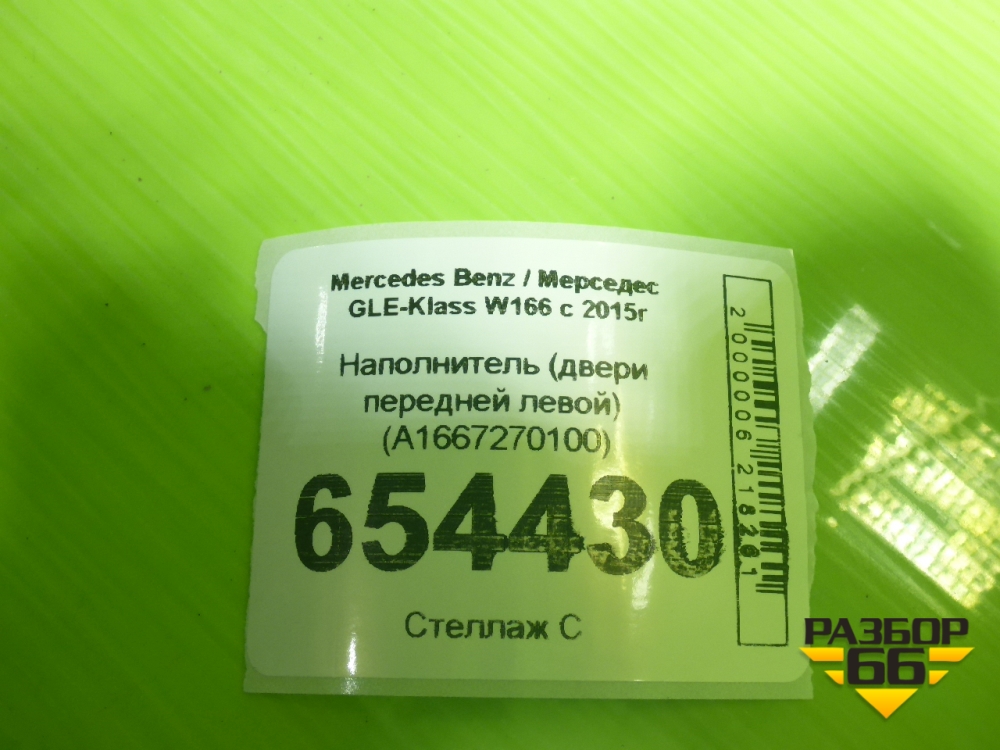 Mercedes Benz / Мерседес
GLE-Klass W166 с 2015г
Наполнитель (двери
передней левой)
(A1667270100)
654430
Стеллаж С
2000006218261
РАЗБОР
66